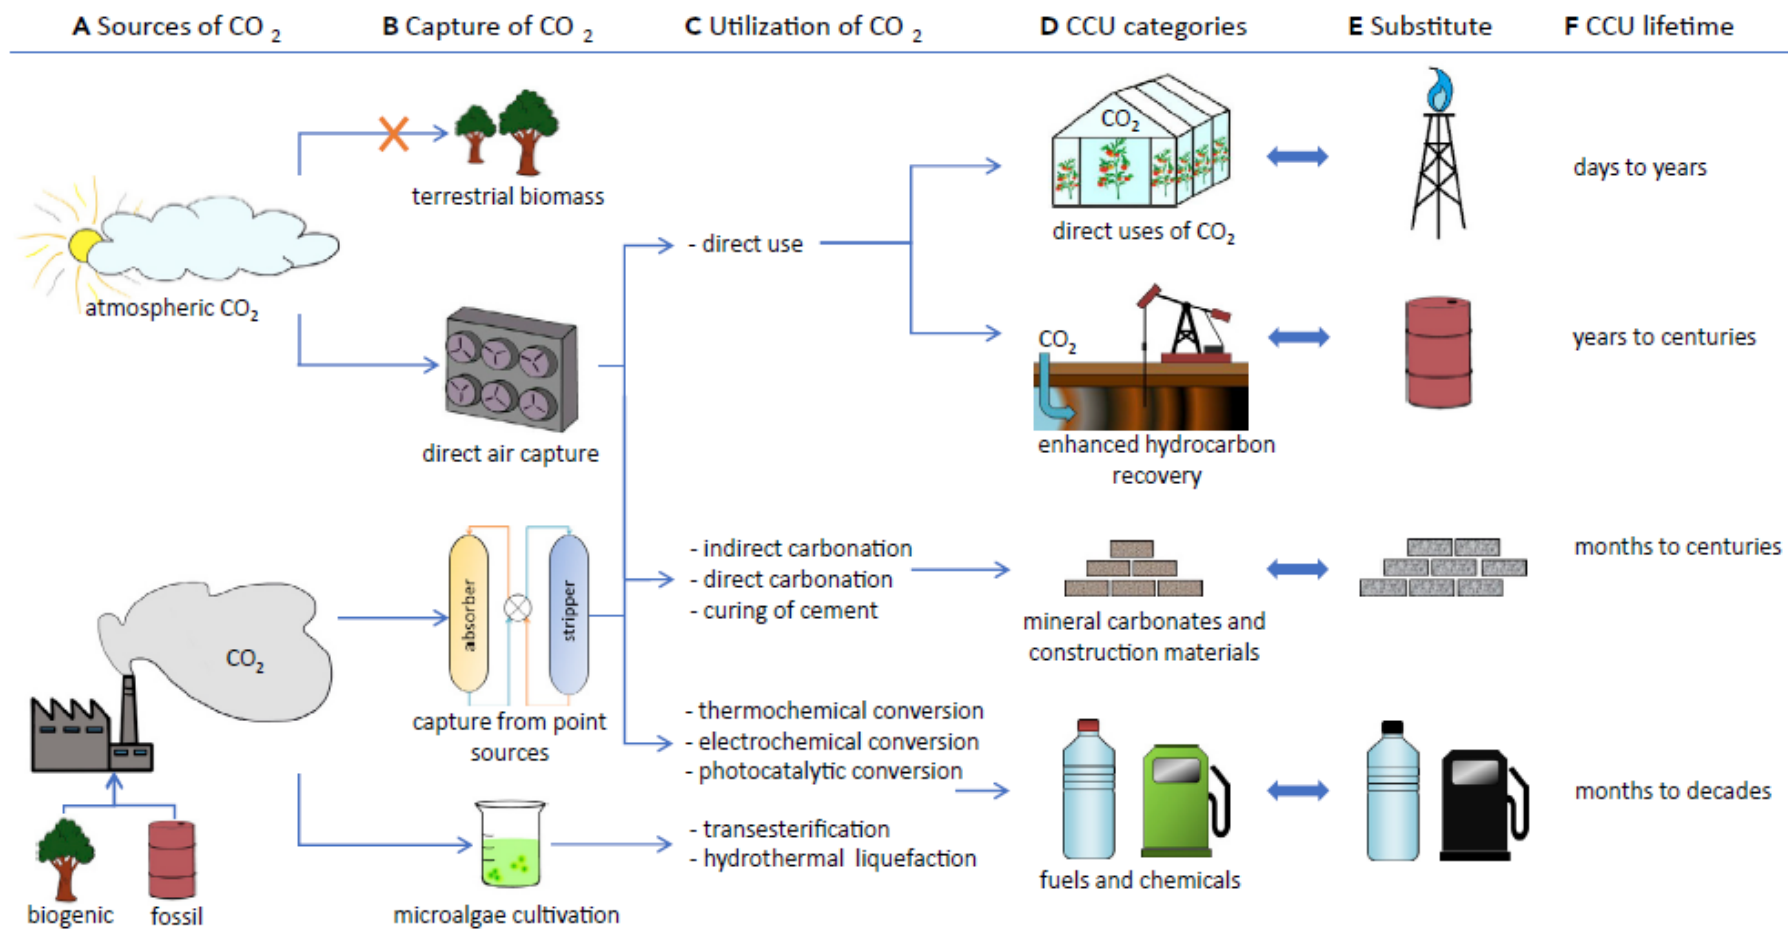 A Sources of CO2
B Capture of CO2
C Utilization of CO2
D CCU categories
E Substitute
F CCU lifetime
terrestrial biomass
atmospheric CO2
direct air capture
CO2
absorber
stripper
capture from point
sources
biogenic
fossil
microalgae cultivation
- direct use
- indirect carbonation
- direct carbonation
- curing of cement
- thermochemical conversion
- electrochemical conversion
- photocatalytic conversion
- transesterification
- hydrothermal liquefaction
CO2
direct uses of CO2
CO2
enhanced hydrocarbon
recovery
mineral carbonates and
construction materials
fuels and chemicals
days to years
years to centuries
months to centuries
months to decades